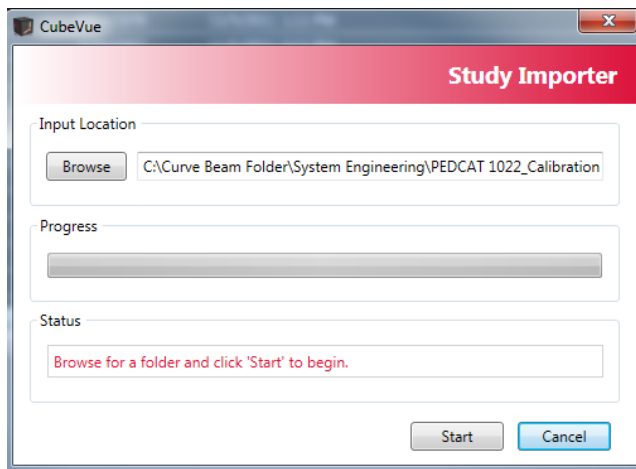 CubeVue
Study Importer
Input Location
Browse
C:\Curve Beam Folder\System Engineering\PEDCAT 1022_Calibration
Progress
Status
Browse for a folder and click 'Start' to begin.
Start
Cancel